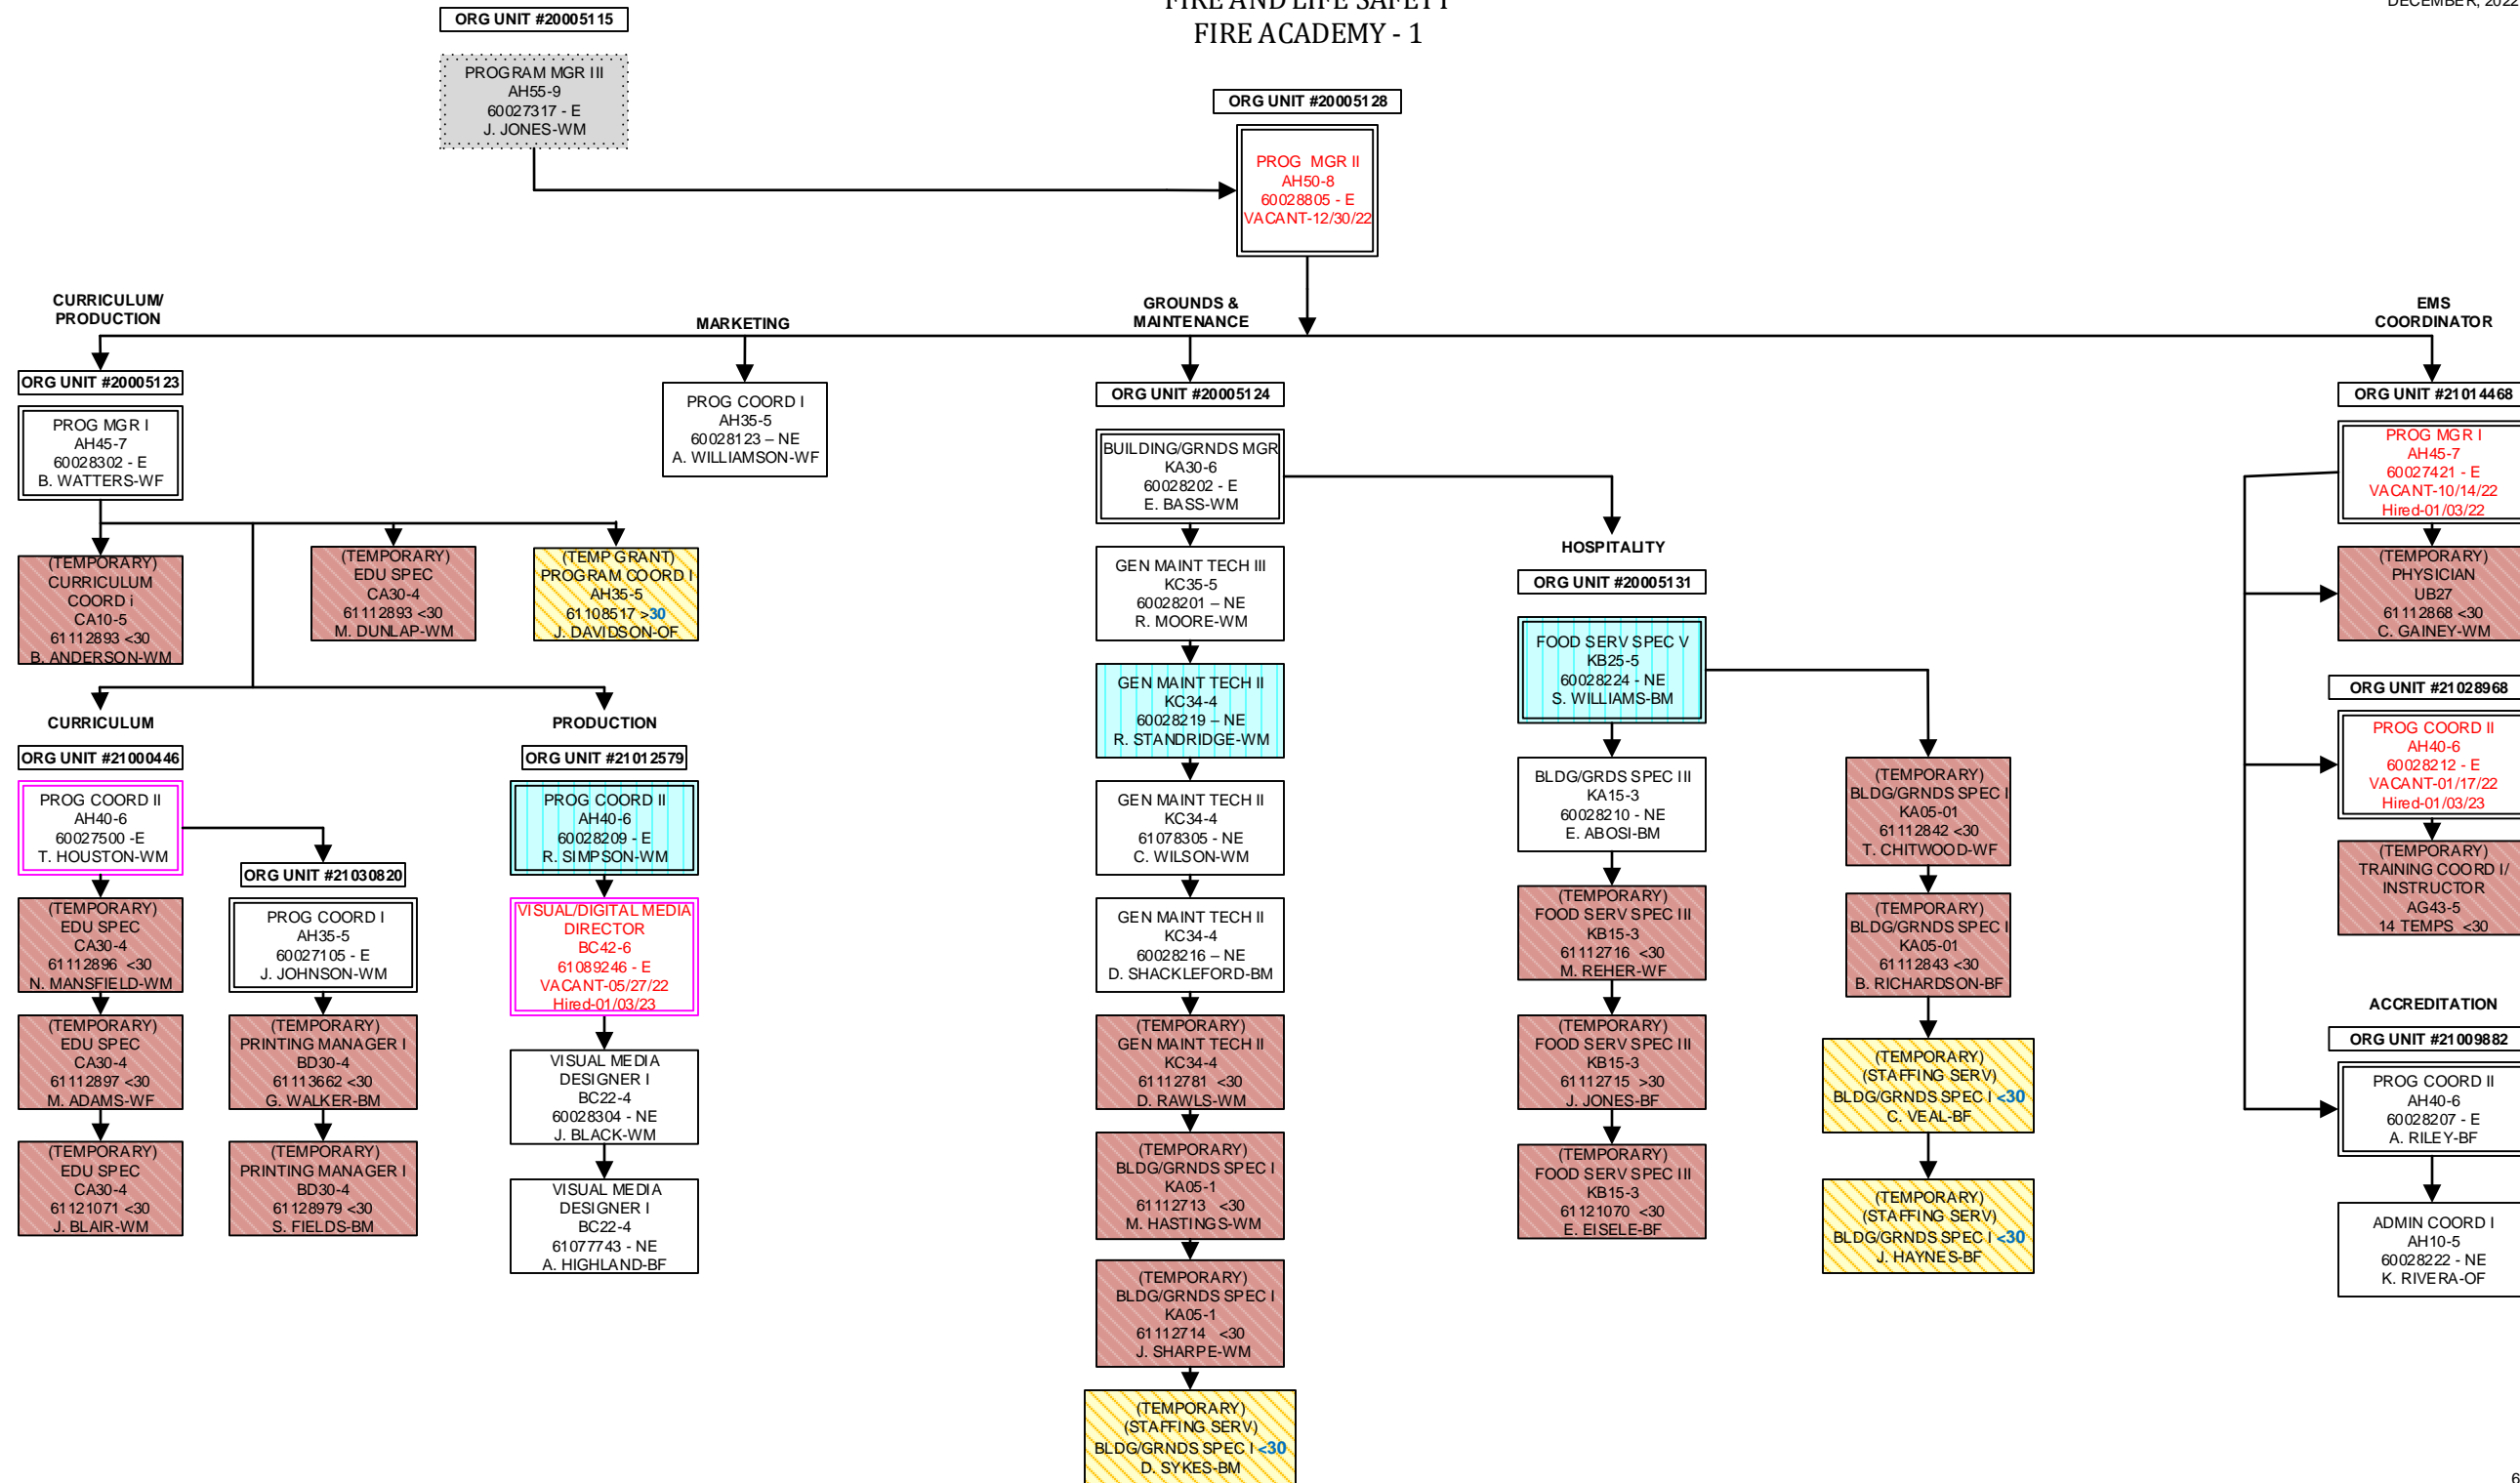 FIRE AND LIFE SAFETY
FIRE ACADEMY - 1
DECEMBER, 2022
ORG UNIT #20005115
PROGRAM MGR III
AH55-9
60027317 - E
J. JONES-WM
ORG UNIT #20005128
PROG MGR II
AH50-8
60028805 - E
VACANT-12/30/22
CURRICULUM/
PRODUCTION
ORG UNIT #20005123
PROG MGR I
AH45-7
60028302 - E
B. WATTERS-WF
(TEMPORARY)
CURRICULUM
COORD i
CA10-5
61112893 <30
B. ANDERSON-WM
(TEMPORARY)
EDU SPEC
CA30-4
61112893 <30
M. DUNLAP-WM
(TEMP GRANT)
PROGRAM COORD I
AH35-5
61108517 >30
J. DAVIDSON-OF
CURRICULUM
ORG UNIT #21000446
PROG COORD II
AH40-6
60027500 -E
T. HOUSTON-WM
(TEMPORARY)
EDU SPEC
CA30-4
61112896 <30
N. MANSFIELD-WM
(TEMPORARY)
EDU SPEC
CA30-4
61112897 <30
M. ADAMS-WF
(TEMPORARY)
EDU SPEC
CA30-4
61121071 <30
J. BLAIR-WM
ORG UNIT #21030820
PROG COORD I
AH35-5
60027105 - E
J. JOHNSON-WM
(TEMPORARY)
PRINTING MANAGER I
BD30-4
61113662 <30
G. WALKER-BM
(TEMPORARY)
PRINTING MANAGER I
BD30-4
61128979 <30
S. FIELDS-BM
PRODUCTION
ORG UNIT #21012579
PROG COORD II
AH40-6
60028209 - E
R. SIMPSON-WM
VISUAL/DIGITAL MEDIA
DIRECTOR
BC42-6
61089246 - E
VACANT-05/27/22
Hired-01/03/23
VISUAL MEDIA
DESIGNER I
BC22-4
60028304 - NE
J. BLACK-WM
VISUAL MEDIA
DESIGNER I
BC22-4
61077743 - NE
A. HIGHLAND-BF
MARKETING
PROG COORD I
AH35-5
60028123 – NE
A. WILLIAMSON-WF
GROUNDS &
MAINTENANCE
ORG UNIT #20005124
BUILDING/GRNDS MGR
KA30-6
60028202 - E
E. BASS-WM
GEN MAINT TECH III
KC35-5
60028201 – NE
R. MOORE-WM
GEN MAINT TECH II
KC34-4
60028219 – NE
R. STANDRIDGE-WM
GEN MAINT TECH II
KC34-4
61078305 - NE
C. WILSON-WM
GEN MAINT TECH II
KC34-4
60028216 – NE
D. SHACKLEFORD-BM
(TEMPORARY)
GEN MAINT TECH II
KC34-4
61112781 <30
D. RAWLS-WM
(TEMPORARY)
BLDG/GRNDS SPEC I
KA05-1
61112713 <30
M. HASTINGS-WM
(TEMPORARY)
BLDG/GRNDS SPEC I
KA05-1
61112714 <30
J. SHARPE-WM
(TEMPORARY)
(STAFFING SERV)
BLDG/GRNDS SPEC I <30
D. SYKES-BM
HOSPITALITY
ORG UNIT #20005131
FOOD SERV SPEC V
KB25-5
60028224 - NE
S. WILLIAMS-BM
BLDG/GRDS SPEC III
KA15-3
60028210 - NE
E. ABOSI-BM
(TEMPORARY)
FOOD SERV SPEC III
KB15-3
61112716 <30
M. REHER-WF
(TEMPORARY)
FOOD SERV SPEC III
KB15-3
61112715 >30
J. JONES-BF
(TEMPORARY)
FOOD SERV SPEC III
KB15-3
61121070 <30
E. EISELE-BF
(TEMPORARY)
BLDG/GRNDS SPEC I
KA05-01
61112842 <30
T. CHITWOOD-WF
(TEMPORARY)
BLDG/GRNDS SPEC I
KA05-01
61112843 <30
B. RICHARDSON-BF
(TEMPORARY)
(STAFFING SERV)
BLDG/GRNDS SPEC I <30
C. VEAL-BF
(TEMPORARY)
(STAFFING SERV)
BLDG/GRNDS SPEC I <30
J. HAYNES-BF
EMS
COORDINATOR
ORG UNIT #21014468
PROG MGR I
AH45-7
60027421 - E
VACANT-10/14/22
Hired-01/03/22
(TEMPORARY)
PHYSICIAN
UB27
61112868 <30
C. GAINEY-WM
ORG UNIT #21028968
PROG COORD II
AH40-6
60028212 - E
VACANT-01/17/22
Hired-01/03/23
(TEMPORARY)
TRAINING COORD I/
INSTRUCTOR
AG43-5
14 TEMPS <30
ACCREDITATION
ORG UNIT #21009882
PROG COORD II
AH40-6
60028207 - E
A. RILEY-BF
ADMIN COORD I
AH10-5
60028222 - NE
K. RIVERA-OF
6